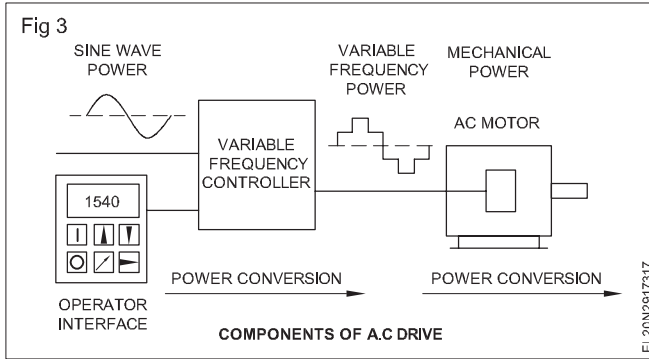 Fig 3
SINE WAVE
POWER
VARIABLE
FREQUENCY
POWER
MECHANICAL
POWER
AC MOTOR
VARIABLE
FREQUENCY
CONTROLLER
1540
OPERATOR
INTERFACE
POWER CONVERSION
POWER CONVERSION
COMPONENTS OF A.C DRIVE
EL20N2917317